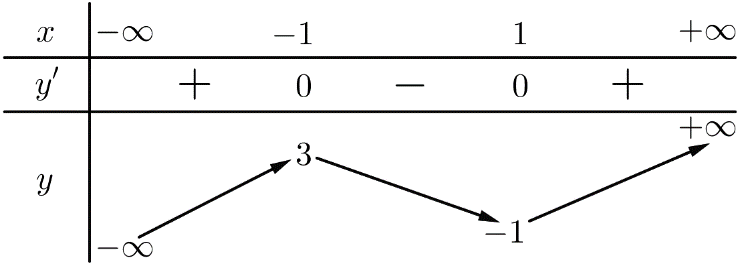 x −∞ −1 1 +∞
y′ + 0 − 0 +
+∞
3
y
−1
−∞